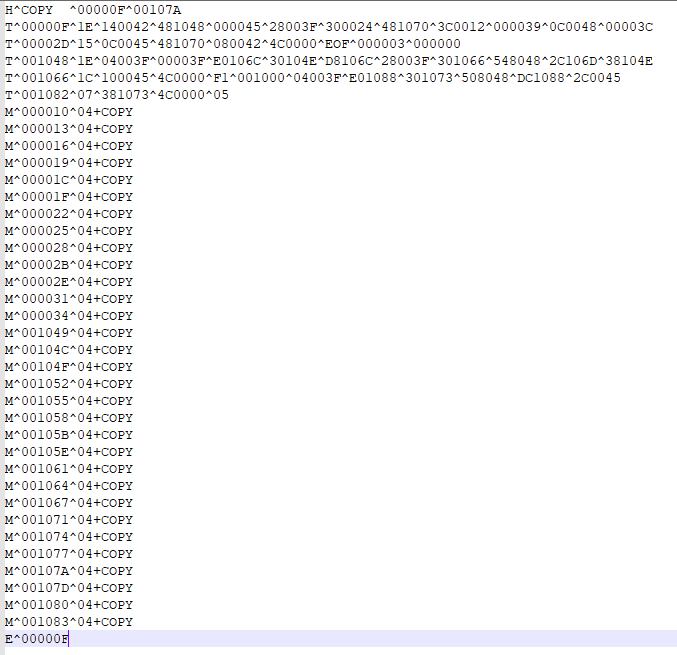 H^COPY  ^00000F^00107A
T^00000F^1E^140042^481048^000045^28003F^300024^481070^3C0012^000039^0C0048^00003C
T^00002D^15^0C0045^481070^080042^4C0000^EOF^000003^000000
T^001048^1E^04003F^00003F^E0106C^30104E^D8106C^28003F^301066^548048^2C106D^38104E
T^001066^1C^100045^4C0000^F1^001000^04003F^E01088^301073^508048^DC1088^2C0045
T^001082^07^381073^4C0000^05
M^000010^04+COPY
M^000013^04+COPY
M^000016^04+COPY
M^000019^04+COPY
M^00001C^04+COPY
M^00001F^04+COPY
M^000022^04+COPY
M^000025^04+COPY
M^000028^04+COPY
M^00002B^04+COPY
M^00002E^04+COPY
M^000031^04+COPY
M^000034^04+COPY
M^001049^04+COPY
M^00104C^04+COPY
M^00104F^04+COPY
M^001052^04+COPY
M^001055^04+COPY
M^001058^04+COPY
M^00105B^04+COPY
M^00105E^04+COPY
M^001061^04+COPY
M^001064^04+COPY
M^001067^04+COPY
M^001071^04+COPY
M^001074^04+COPY
M^001077^04+COPY
M^00107A^04+COPY
M^00107D^04+COPY
M^001080^04+COPY
M^001083^04+COPY
E^00000F